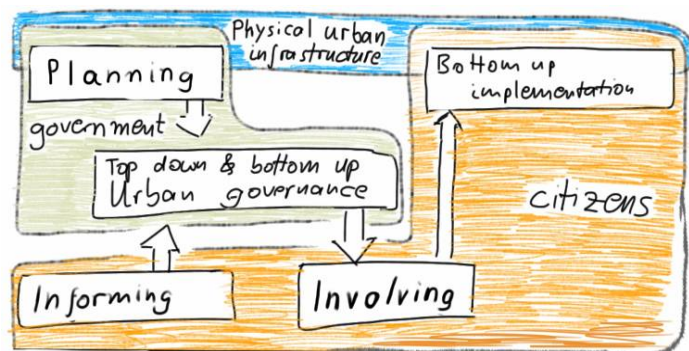 Physical urban
infrastructure
Planning
Bottom up
implementation
government
Top down & bottom up
Urban governance
citizens
Informing
Involving